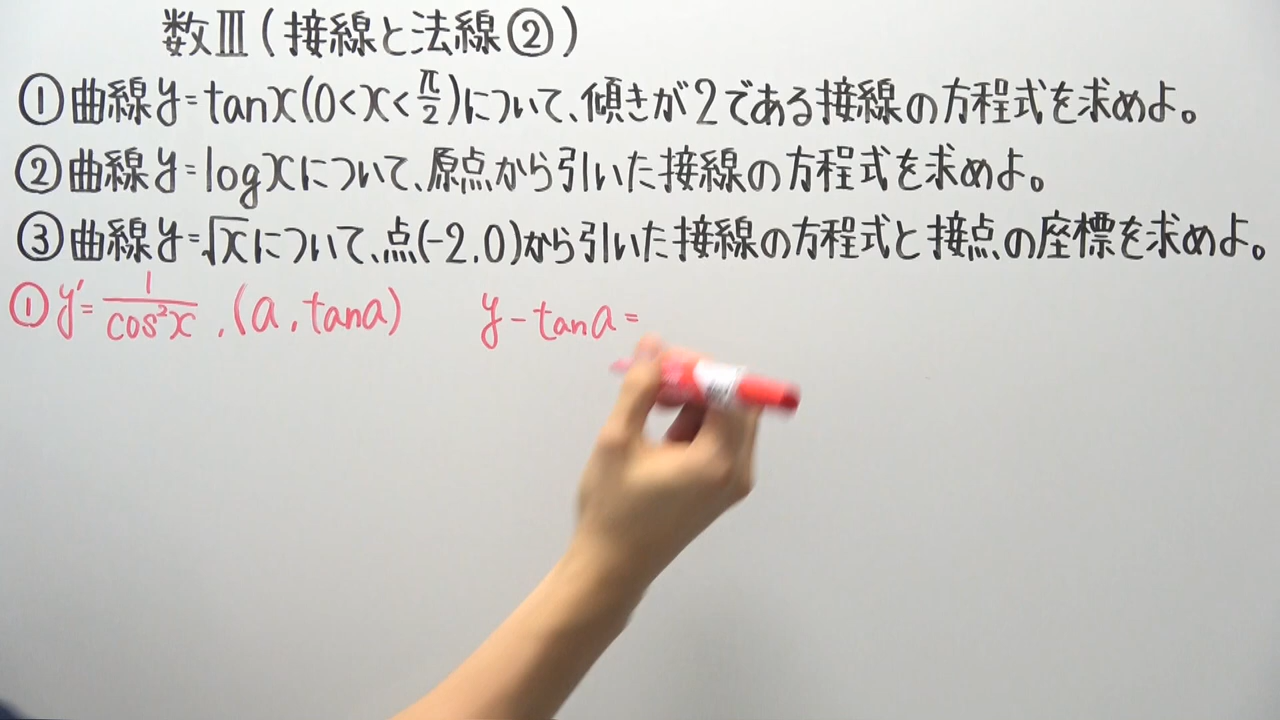 数Ⅲ(接線と法線②)
①曲線y=tanx(0<x<π/2)について、傾きが2である接線の方程式を求めよ。
②曲線y=logxについて、原点から引いた接線の方程式を求めよ。
③曲線y=√xについて、点(-2,0)から引いた接線の方程式と接点の座標を求めよ。
①y'=1/cos²x ,(a,tana) y-tana=